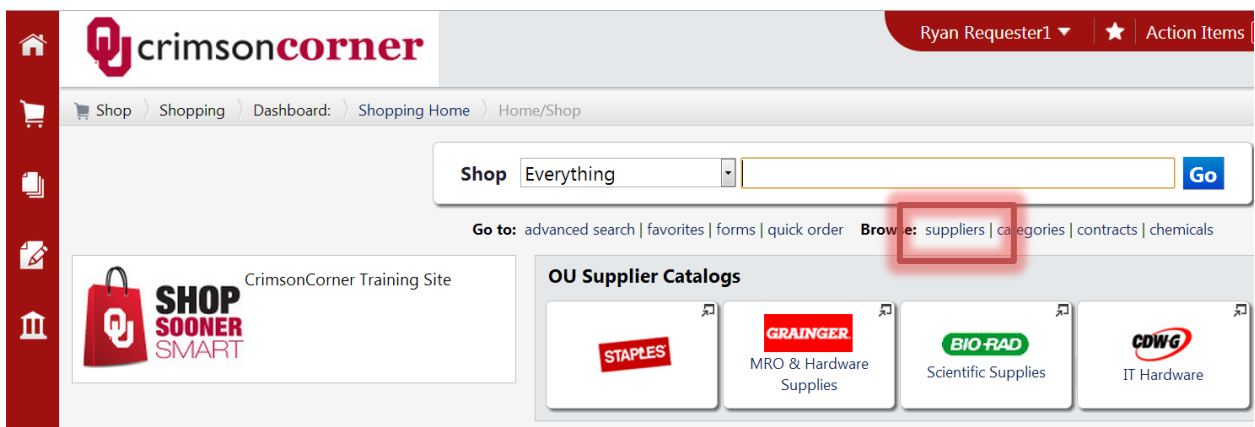 crimsoncorner
Ryan Requester1
Action Items
Shop
Shopping
Dashboard:
Shopping Home
Home/Shop
Shop
Everything
Go
Go to: advanced search | favorites | forms | quick order Browse: suppliers | categories | contracts | chemicals
SHOP
SOONER
SMART
CrimsonCorner Training Site
OU Supplier Catalogs
STAPLES
GRAINGER
MRO & Hardware
Supplies
BIO-RAD
Scientific Supplies
CDW-G
IT Hardware